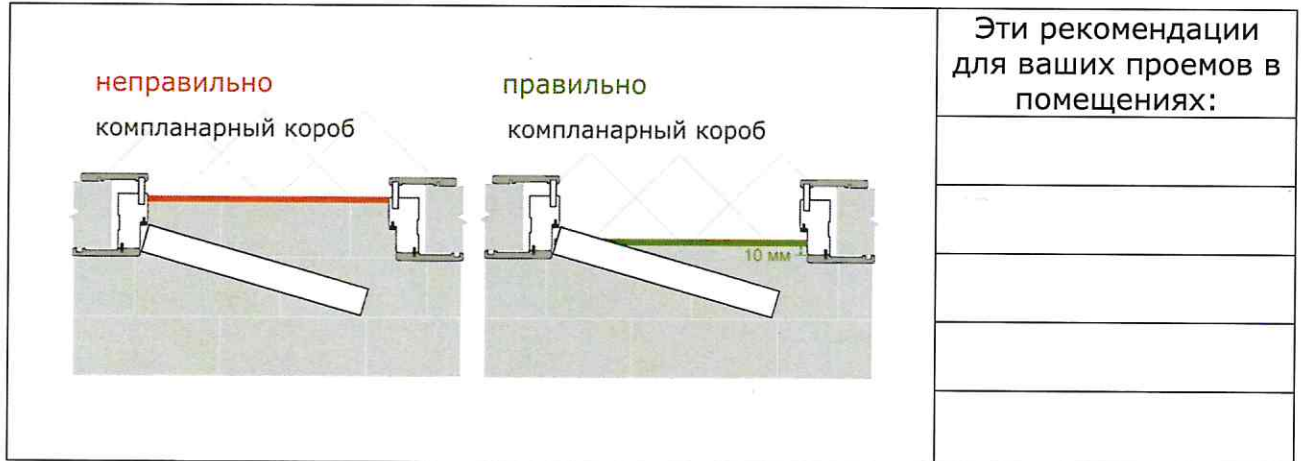 неправильно
компланарный короб
правильно
компланарный короб
10 мм
Эти рекомендации
для ваших проемов в
помещениях: